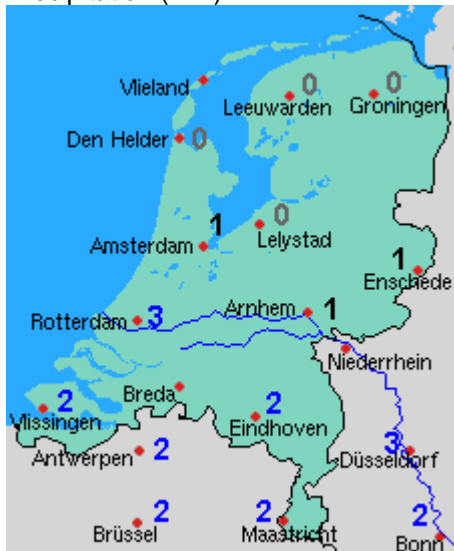 Vlieland
0
Leeuwarden
0
Groningen
Den Helder 0
1
Amsterdam
0
Lelystad
1
Enschede
Rotterdam 3
Arnhem 1
Niederrhein
2
Vlissingen
Breda
2
Eindhoven
2
Antwerpen
3
Düsseldorf
2
Brüssel
2
Maastricht
2
Bonn